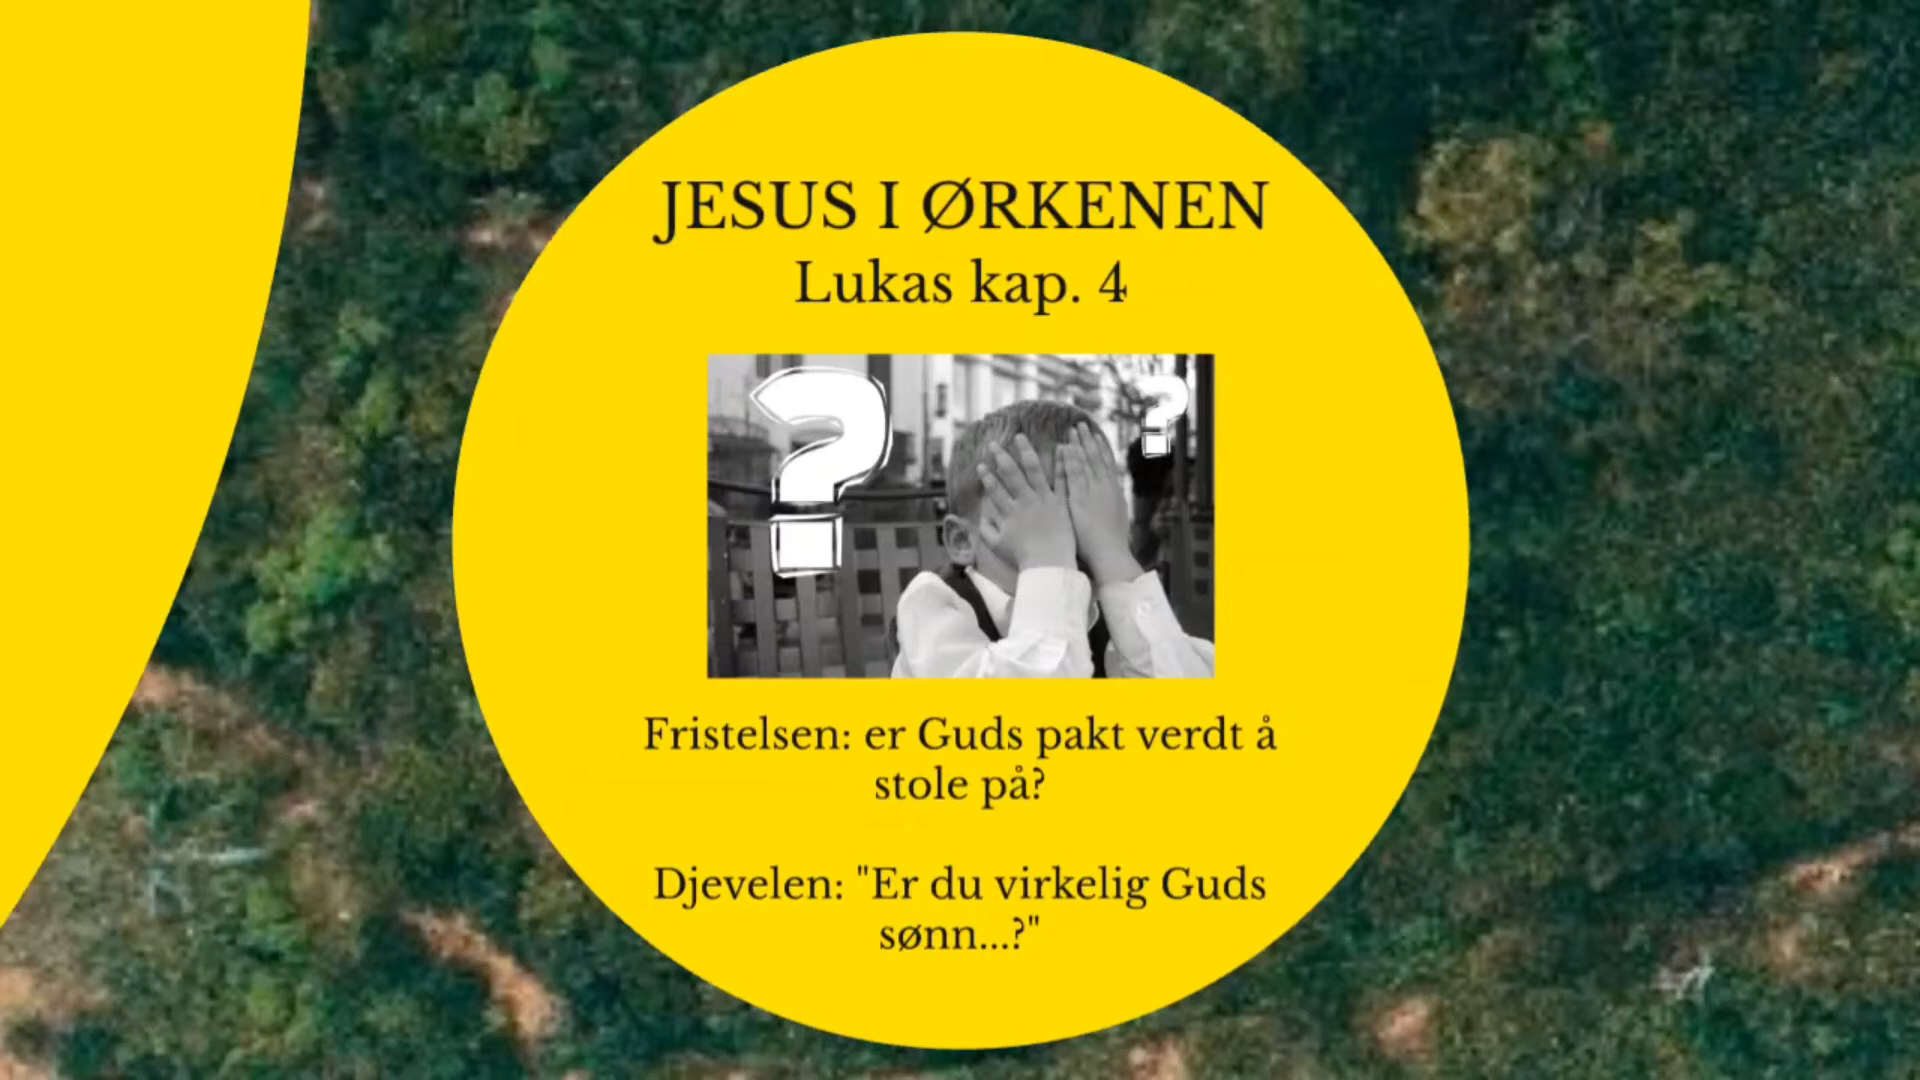 JESUS I ØRKENEN
Lukas kap. 4
?
?
Fristelsen: er Guds pakt verdt å
stole på?
Djevelen: "Er du virkelig Guds
sønn...?"